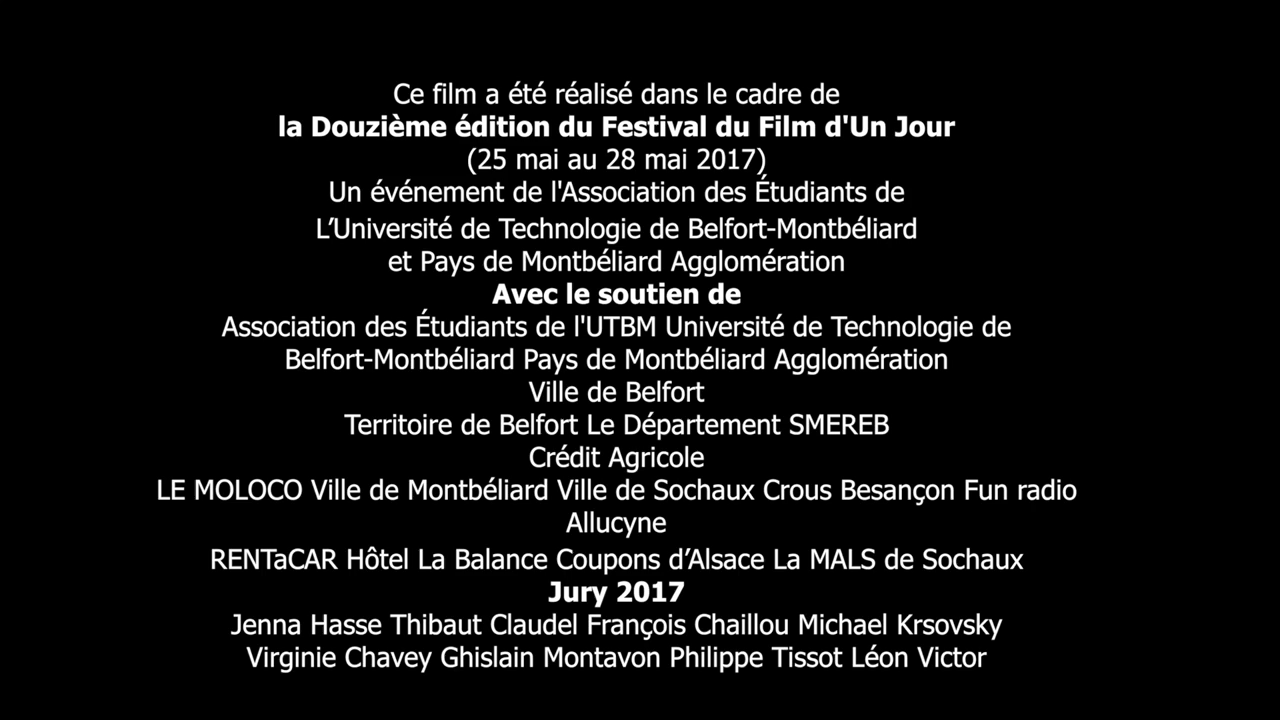 Ce film a été réalisé dans le cadre de
la Douzième édition du Festival du Film d'Un Jour
(25 mai au 28 mai 2017)
Un événement de l'Association des Étudiants de
L’Université de Technologie de Belfort-Montbéliard
et Pays de Montbéliard Agglomération
Avec le soutien de
Association des Étudiants de l'UTBM Université de Technologie de
Belfort-Montbéliard Pays de Montbéliard Agglomération
Ville de Belfort
Territoire de Belfort Le Département SMEREB
Crédit Agricole
LE MOLOCO Ville de Montbéliard Ville de Sochaux Crous Besançon Fun radio
Allucyne
RENTaCAR Hôtel La Balance Coupons d’Alsace La MALS de Sochaux
Jury 2017
Jenna Hasse Thibaut Claudel François Chaillou Michael Krsovsky
Virginie Chavey Ghislain Montavon Philippe Tissot Léon Victor